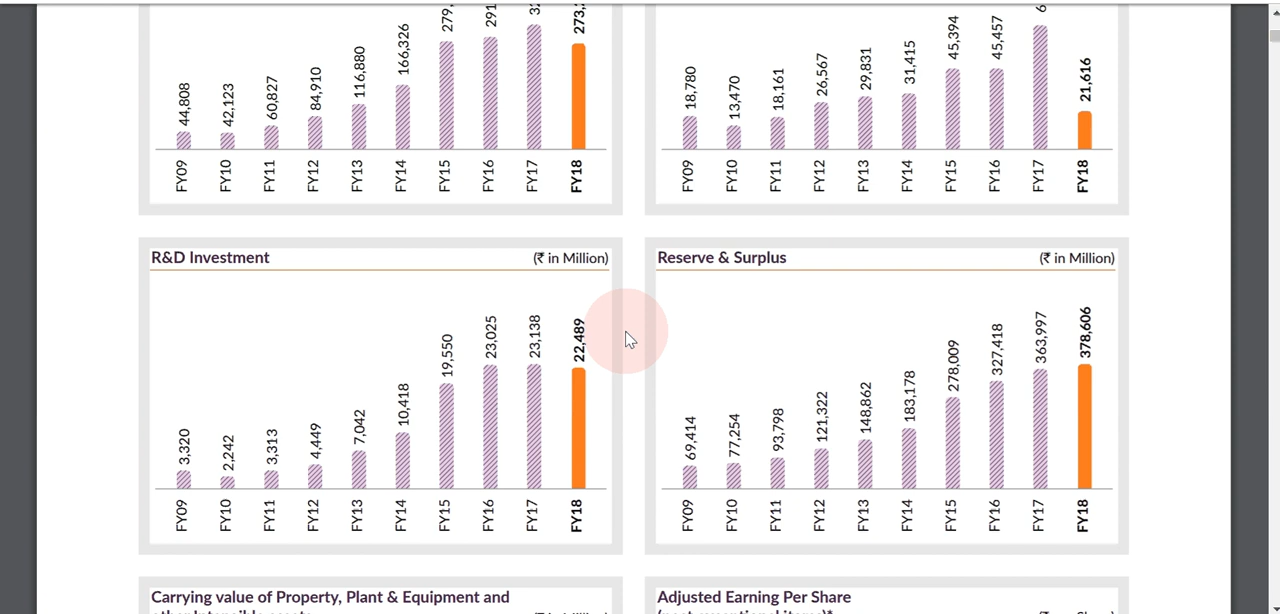 44,808 42,123 60,827 84,910 116,880 166,326 279, 291
FY09 FY10 FY11 FY12 FY13 FY14 FY15 FY16 FY17 FY18
18,780 13,470 18,161 26,567 29,831 31,415 45,394 45,457 21,616
FY09 FY10 FY11 FY12 FY13 FY14 FY15 FY16 FY17 FY18
R&D Investment (₹ in Million)
3,320 2,242 3,313 4,449 7,042 10,418 19,550 23,025 23,138 22,489
FY09 FY10 FY11 FY12 FY13 FY14 FY15 FY16 FY17 FY18
Reserve & Surplus (₹ in Million)
69,414 77,254 93,798 121,322 148,862 183,178 278,009 327,418 363,997 378,606
FY09 FY10 FY11 FY12 FY13 FY14 FY15 FY16 FY17 FY18
Carrying value of Property, Plant & Equipment and
Adjusted Earning Per Share